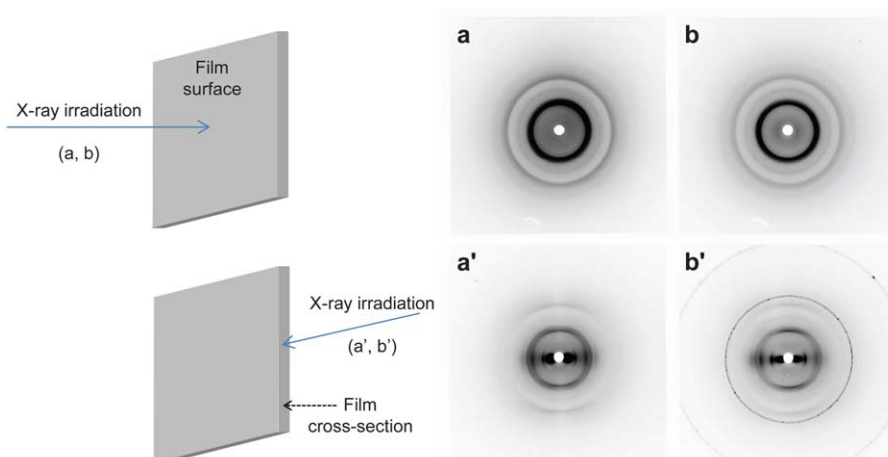 Film
surface
X-ray irradiation
(a, b)
X-ray irradiation
(a’, b’)
Film
cross-section
a
b
a'
b'